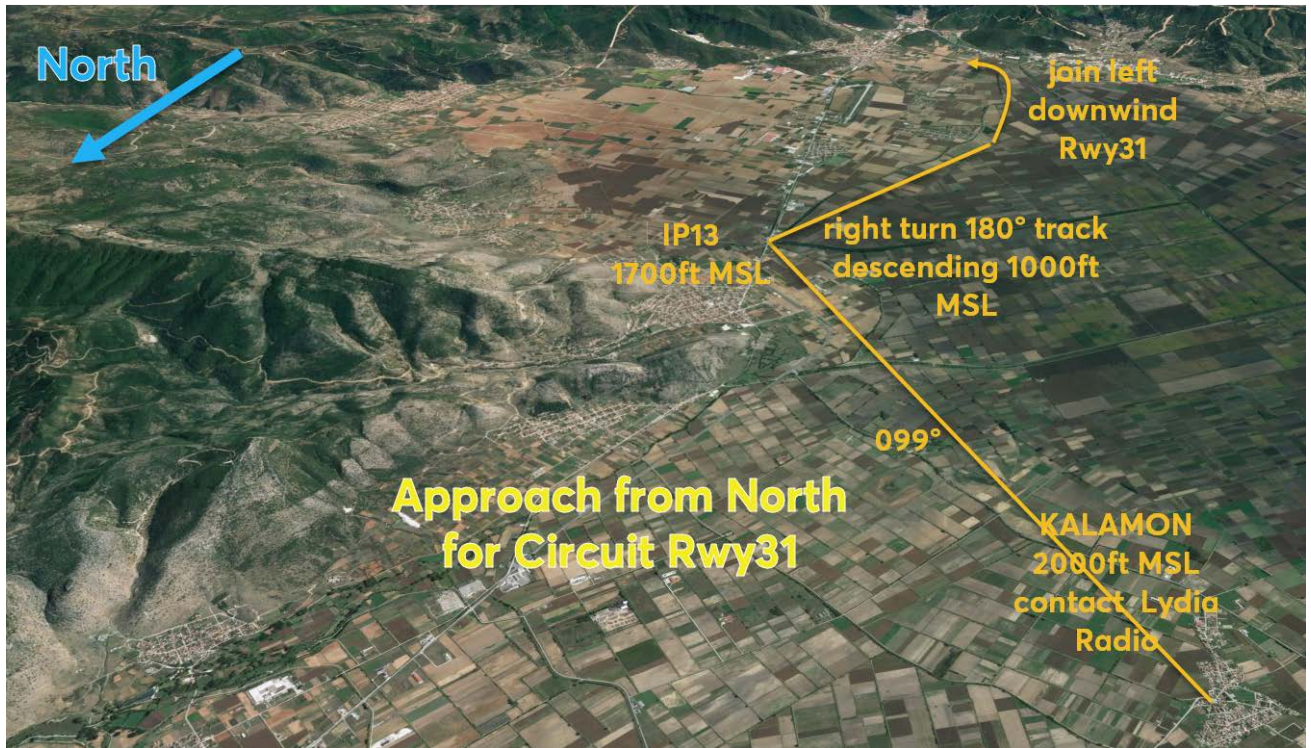 North
join left
downwind
Rwy31
IP13
1700ft MSL
right turn 180° track
descending 1000ft
MSL
099°
Approach from North
for Circuit Rwy31
KALAMON
2000ft MSL
contact Lydia
Radio